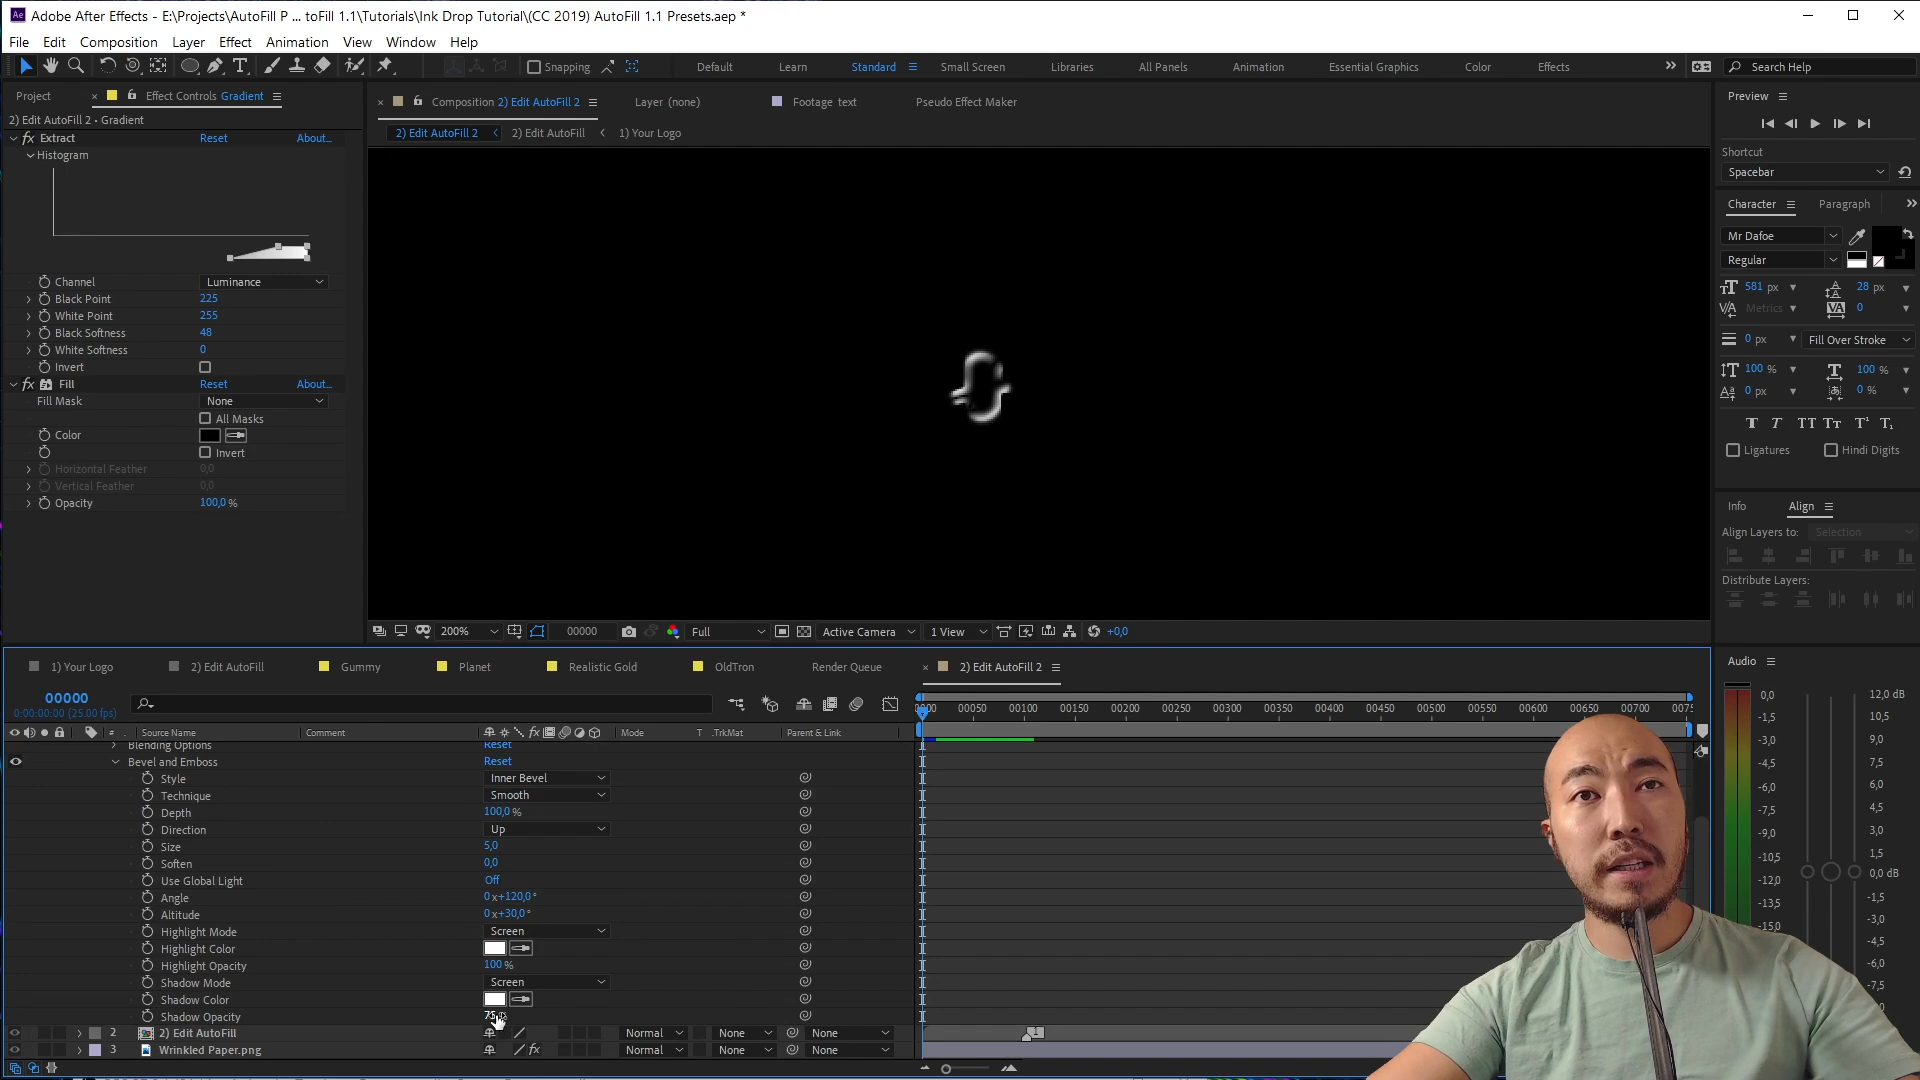 Adobe After Effects - E:\Projects\AutoFill P ... toFill 1.1\Tutorials\Ink Drop Tutorial\(CC 2019) AutoFill 1.1 Presets.aep *
File Edit Composition Layer Effect Animation View Window Help
Snapping Default Learn Standard Small Screen Libraries All Panels Animation Essential Graphics Color Effects Search Help
Project Effect Controls Gradient
2) Edit AutoFill 2 • Gradient
fx Extract Reset About...
Histogram
Channel Luminance
Black Point 225
White Point 255
Black Softness 48
White Softness 0
Invert
fx Fill Reset About...
Fill Mask None
All Masks
Color
Invert
Horizontal Feather 0,0
Vertical Feather 0,0
Opacity 100,0 %
Composition 2) Edit AutoFill 2 Layer (none) Footage text Pseudo Effect Maker
2) Edit AutoFill 2 2) Edit AutoFill 1) Your Logo
200% 00000 Full Active Camera 1 View +0,0
Preview
Shortcut
Spacebar
Character Paragraph
Mr Dafoe
Regular
581 px 28 px
Metrics 0
0 px Fill Over Stroke
100 % 100 %
0 px 0 %
T T TT Tт T¹ T₁
Ligatures Hindi Digits
Info Align
Align Layers to: Selection
Distribute Layers:
1) Your Logo 2) Edit AutoFill Gummy Planet Realistic Gold OldTron Render Queue 2) Edit AutoFill 2
00000
0:00:00:00 (25.00 fps)
# Source Name Comment fx Mode T .TrkMat Parent & Link
Blending Options Reset
Bevel and Emboss Reset
Style Inner Bevel
Technique Smooth
Depth 100,0 %
Direction Up
Size 5,0
Soften 0,0
Use Global Light Off
Angle 0 x+120,0 °
Altitude 0 x+30,0 °
Highlight Mode Screen
Highlight Color
Highlight Opacity 100 %
Shadow Mode Screen
Shadow Color
Shadow Opacity
2 2) Edit AutoFill Normal None None
3 Wrinkled Paper.png fx Normal None None
00050 00100 00150 00200 00250 00300 00350 00400 00450 00500 00550 00600 00650 00700
1
Audio
0,0
-1,5
-3,0
-4,5
-6,0
-7,5
-9,0
-10,5
-12,0
-13,5
-15,0
12,0 dB
10,5
9,0
7,5
6,0
4,5
3,0
1,5
0,0 dB
-1,5
-3,0
-4,5
-6,0
-7,5
-9,0